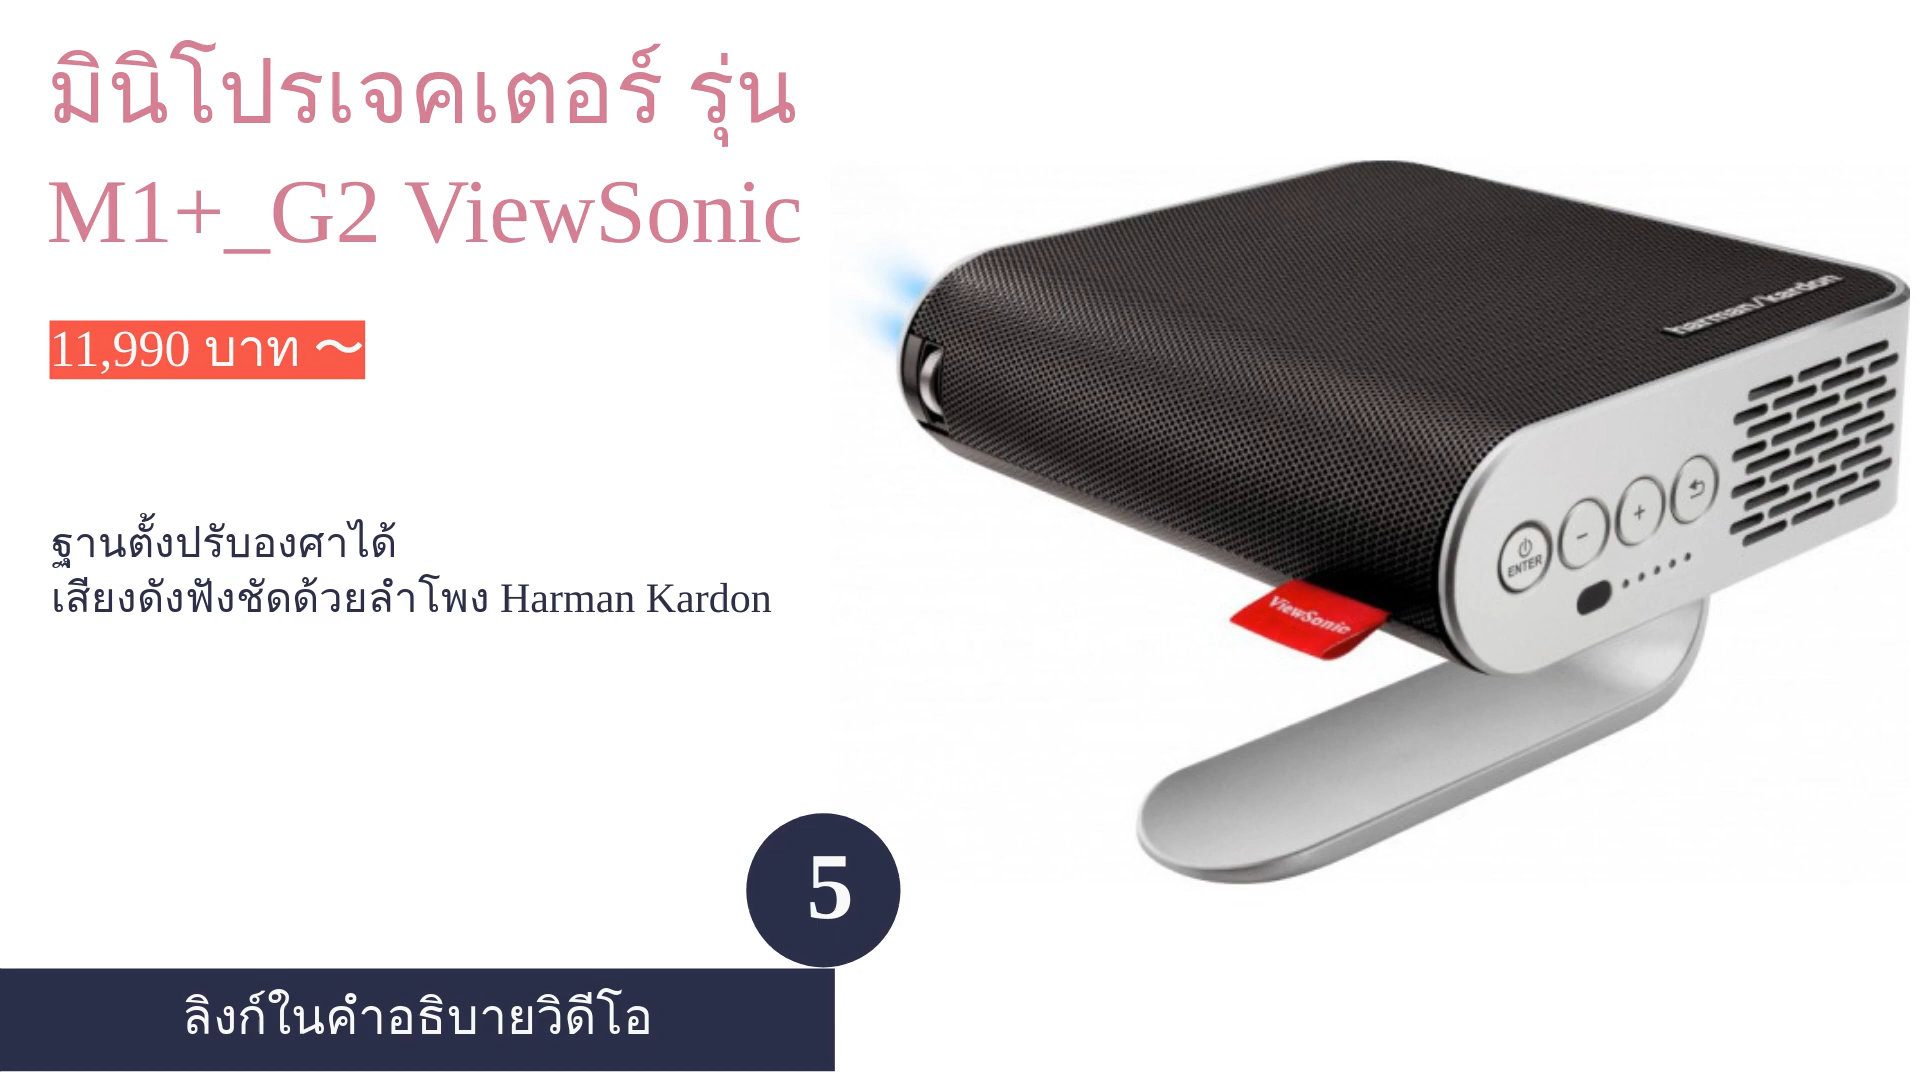 มินิโปรเจคเตอร์ รุ่น
M1+_G2 ViewSonic
11,990 บาท ～
ฐานตั้งปรับองศาได้
เสียงดังฟังชัดด้วยลำโพง Harman Kardon
harman/kardon
ENTER
ViewSonic
5
ลิงก์ในคำอธิบายวิดีโอ